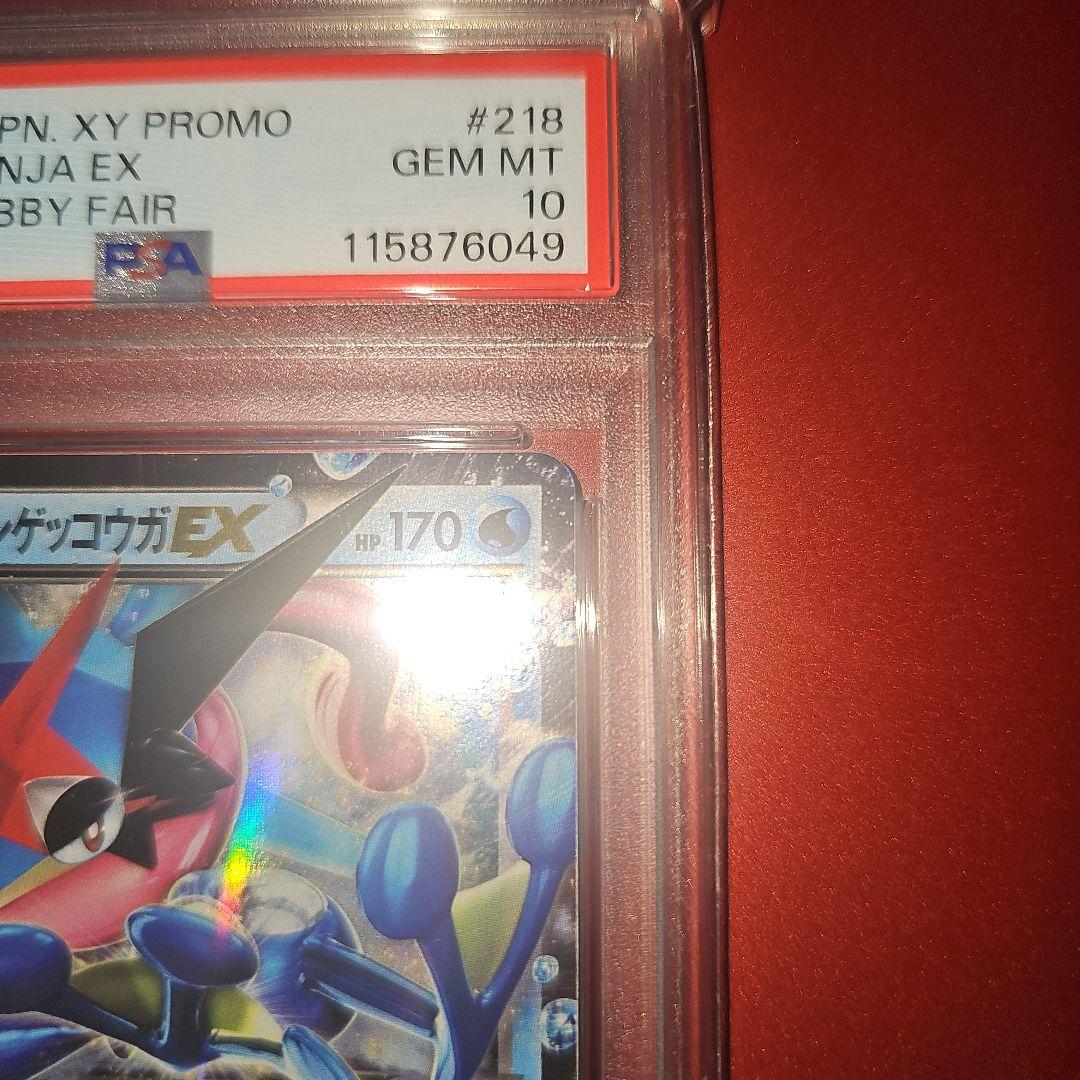 PN. XY PROMO #218
NJA EX GEM MT
BBY FAIR 10
115876049
PSA
ンゲッコウガEX HP 170